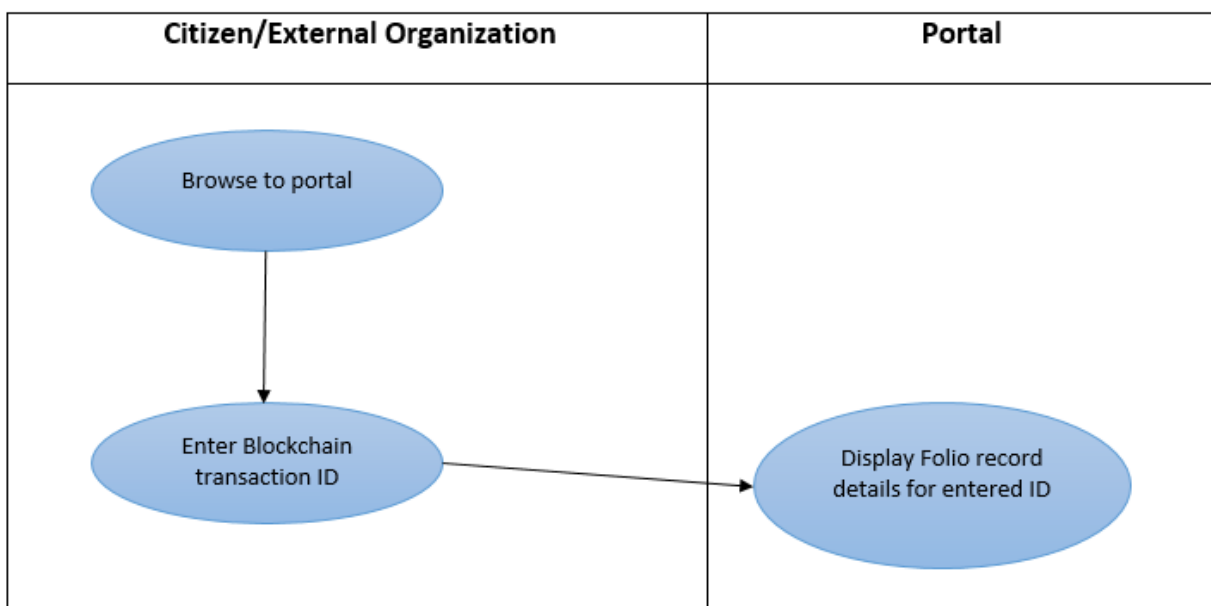 Citizen/External Organization
Portal
Browse to portal
Enter Blockchain
transaction ID
Display Folio record
details for entered ID